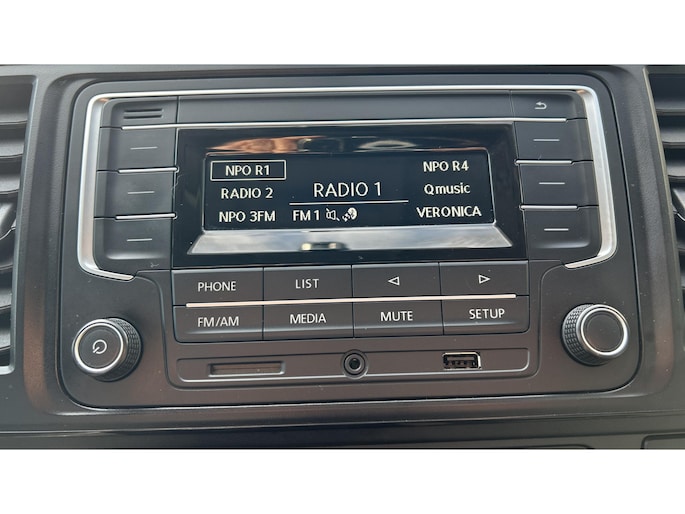 NPO R1
RADIO 2
NPO 3FM
RADIO 1
FM 1
NPO R4
Qmusic
VERONICA
PHONE
LIST
FM/AM
MEDIA
MUTE
SETUP